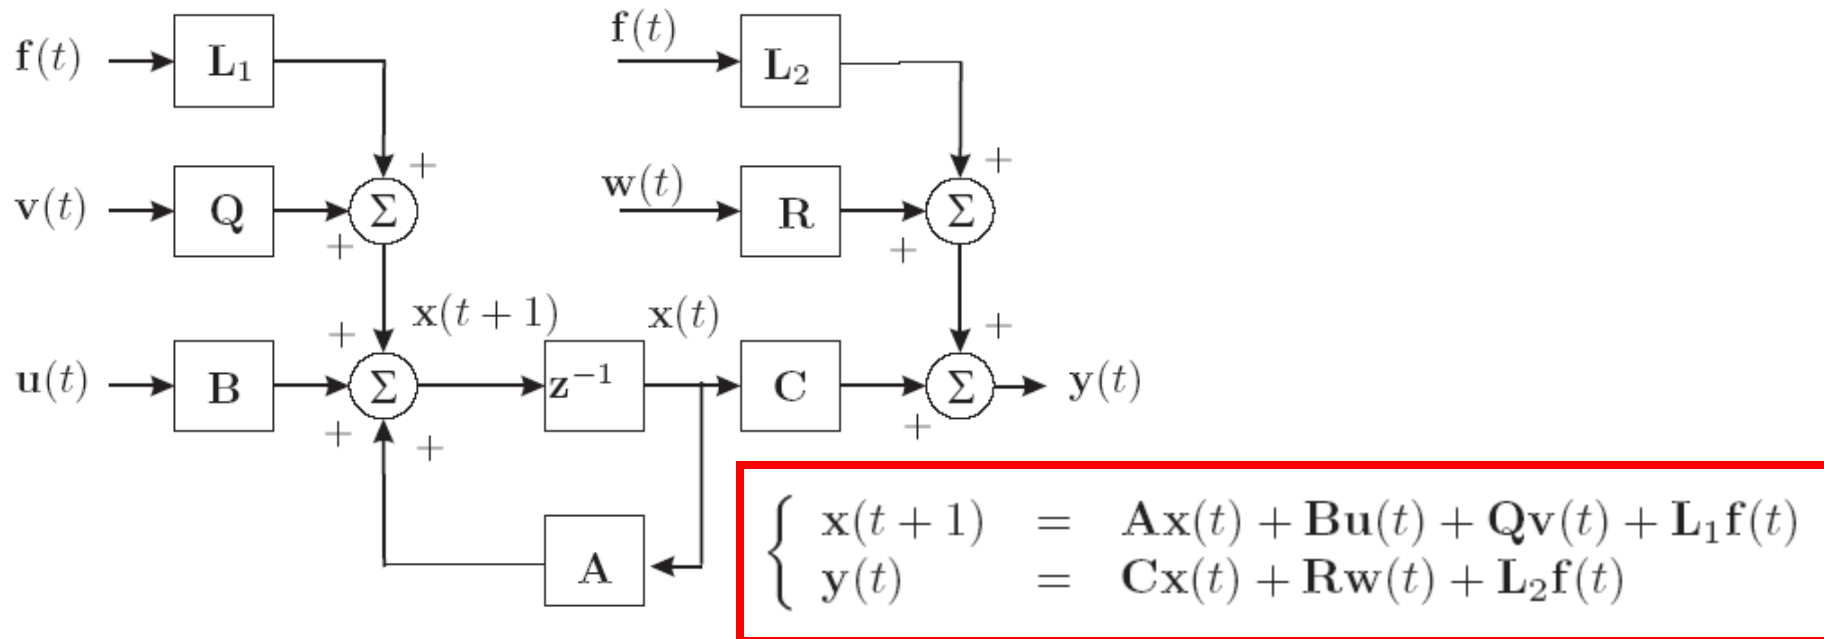 f(t) L₁ f(t) L₂
+ +
v(t) Q Σ w(t) R Σ
+ +
+ x(t + 1) x(t) +
u(t) B Σ z⁻¹ C Σ y(t)
+ + +
A
{ x(t + 1) = Ax(t) + Bu(t) + Qv(t) + L₁f(t)
y(t) = Cx(t) + Rw(t) + L₂f(t)